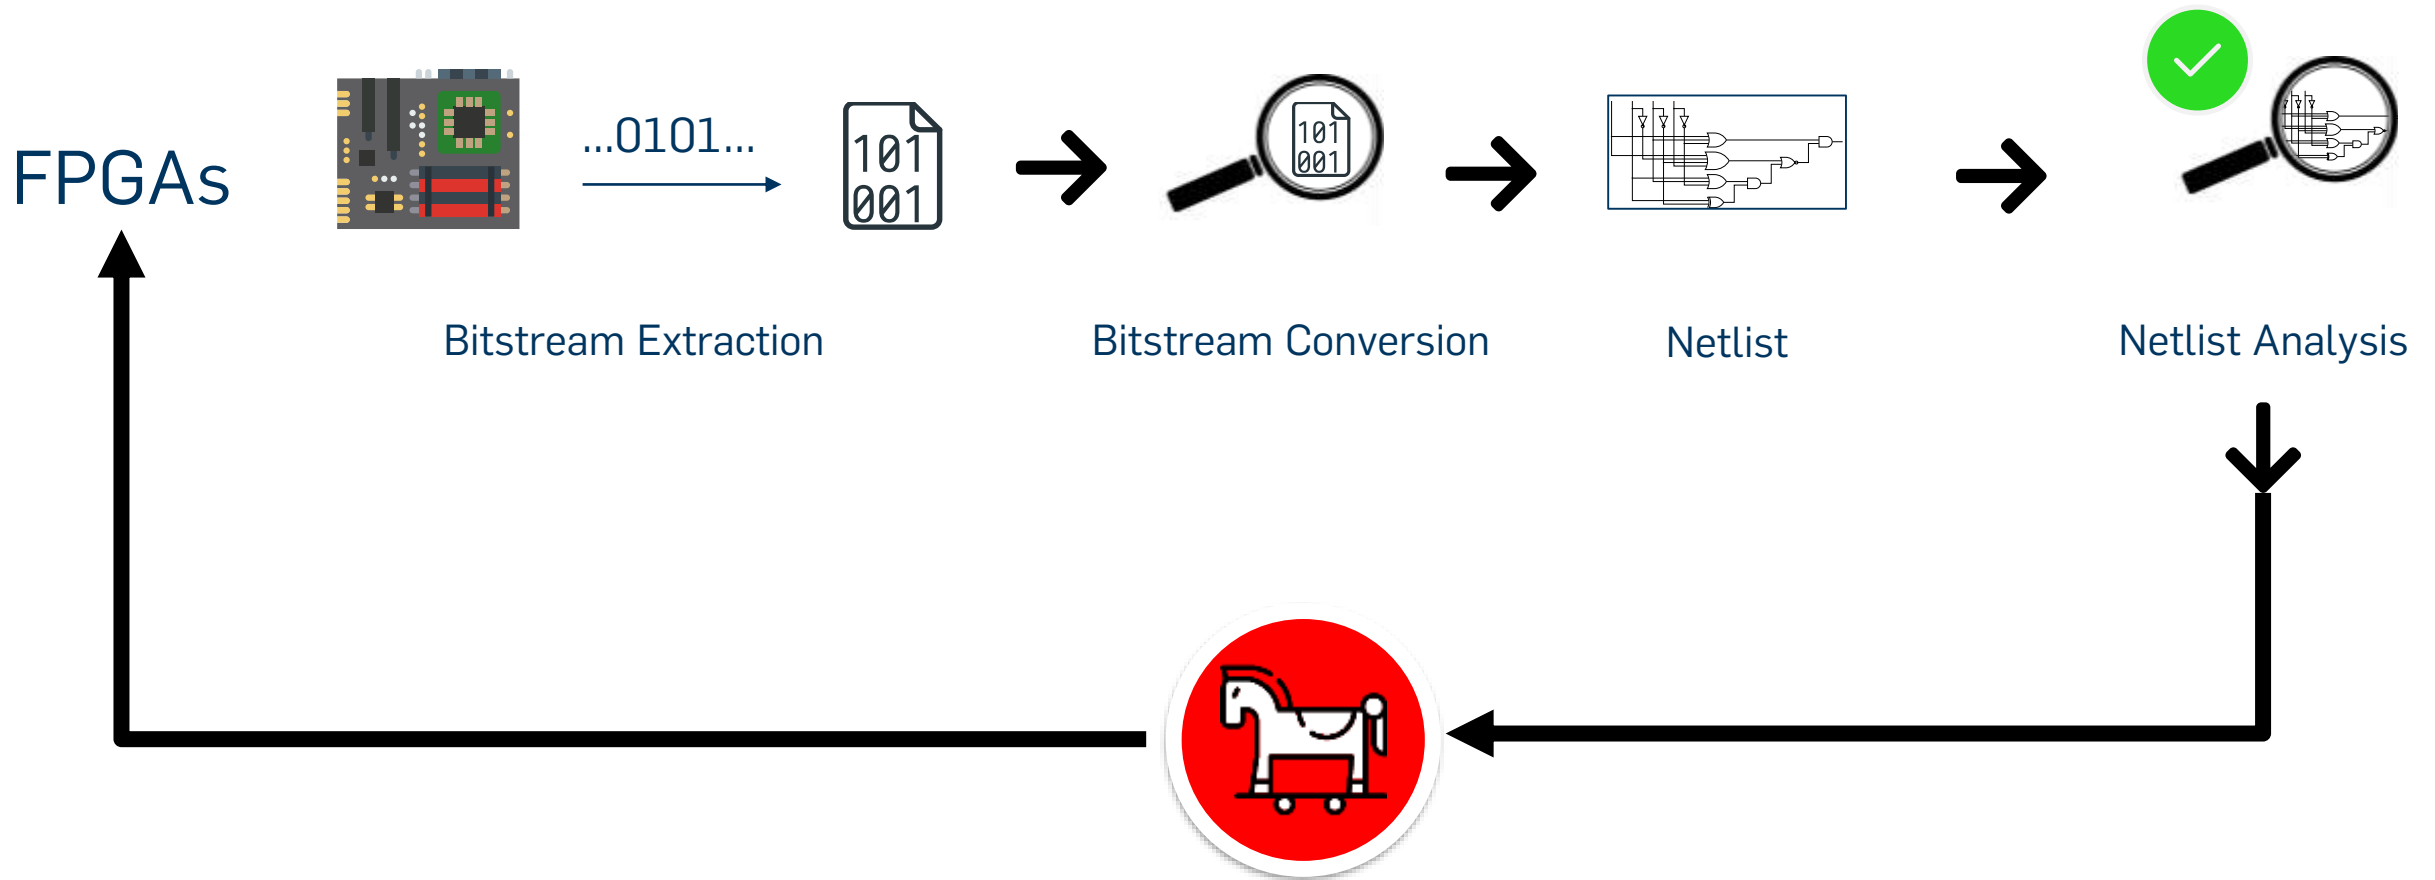 FPGAs
...0101...
101
001
101
001
Bitstream Extraction
Bitstream Conversion
Netlist
Netlist Analysis